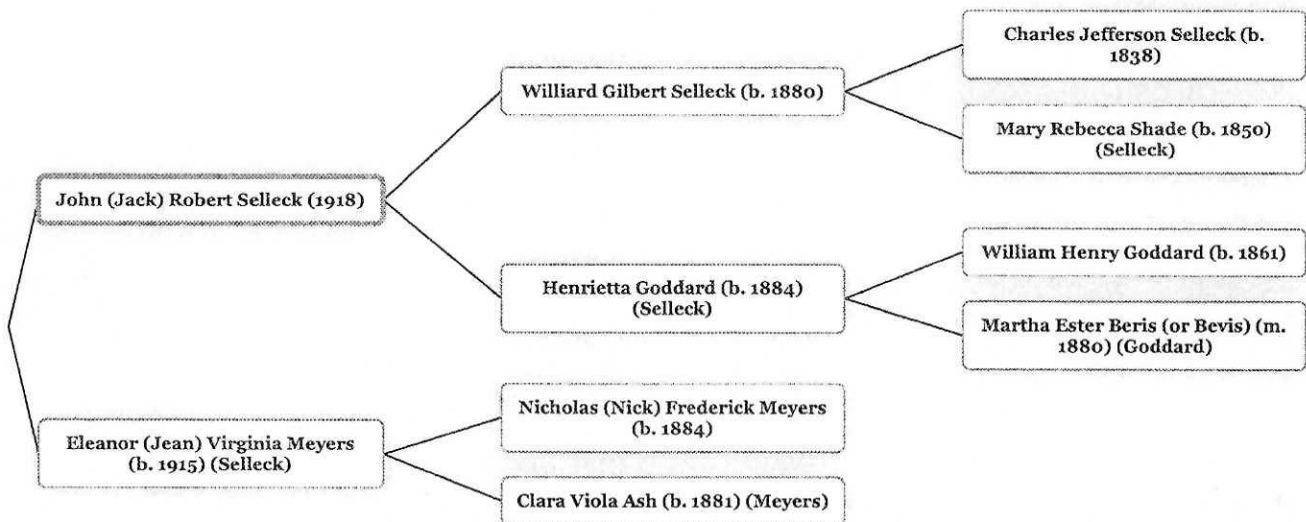 Charles Jefferson Selleck (b.
1838)
Williard Gilbert Selleck (b. 1880)
Mary Rebecca Shade (b. 1850)
(Selleck)
John (Jack) Robert Selleck (1918)
William Henry Goddard (b. 1861)
Henrietta Goddard (b. 1884)
(Selleck)
Martha Ester Beris (or Bevis) (m.
1880) (Goddard)
Nicholas (Nick) Frederick Meyers
(b. 1884)
Eleanor (Jean) Virginia Meyers
(b. 1915) (Selleck)
Clara Viola Ash (b. 1881) (Meyers)